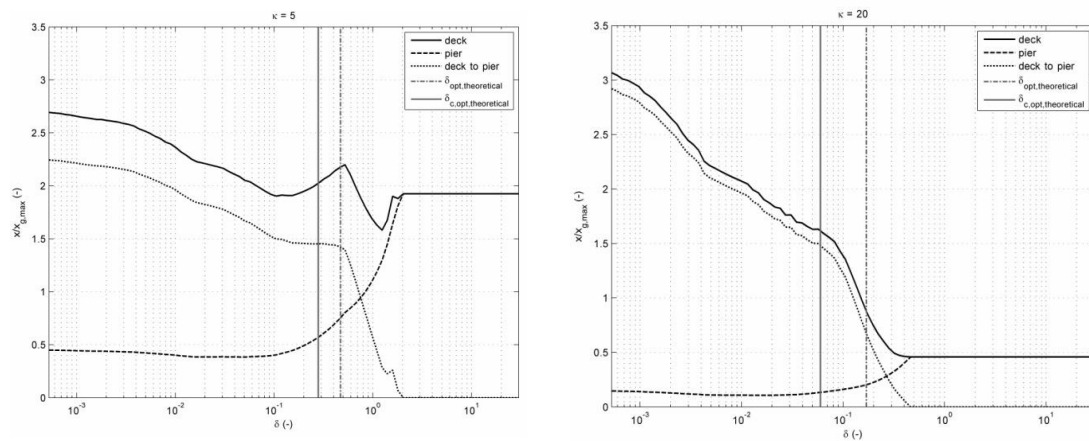 κ = 5
deck
pier
deck to pier
δopt,theoretical
δc,opt,theoretical
3.5
3
2.5
2
1.5
1
0.5
0
x/xg,max (-)
10-3
10-2
10-1
100
101
δ (-)
κ = 20
deck
pier
deck to pier
δopt,theoretical
δc,opt,theoretical
3.5
3
2.5
2
1.5
1
0.5
0
x/xg,max (-)
10-3
10-2
10-1
100
101
δ (-)